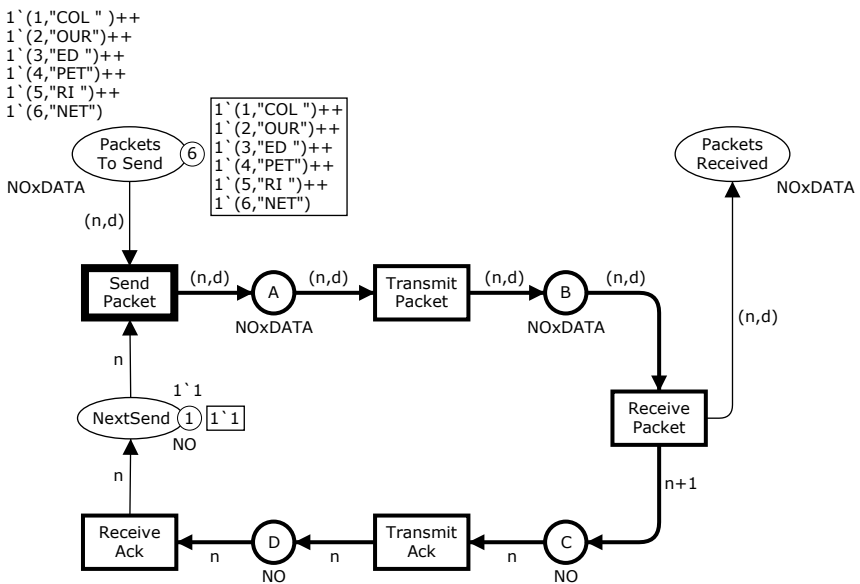 1`(1,"COL " )++
1`(2,"OUR")++
1`(3,"ED ")++
1`(4,"PET")++
1`(5,"RI ")++
1`(6,"NET")
Packets
To Send
6
1`(1,"COL ")++
1`(2,"OUR")++
1`(3,"ED ")++
1`(4,"PET")++
1`(5,"RI ")++
1`(6,"NET")
NOxDATA
Packets
Received
NOxDATA
(n,d)
Send
Packet
(n,d)
A
NOxDATA
(n,d)
Transmit
Packet
(n,d)
B
NOxDATA
(n,d)
(n,d)
n
1`1
NextSend
1
1`1
NO
Receive
Packet
n
n+1
Receive
Ack
n
D
NO
n
Transmit
Ack
n
C
NO